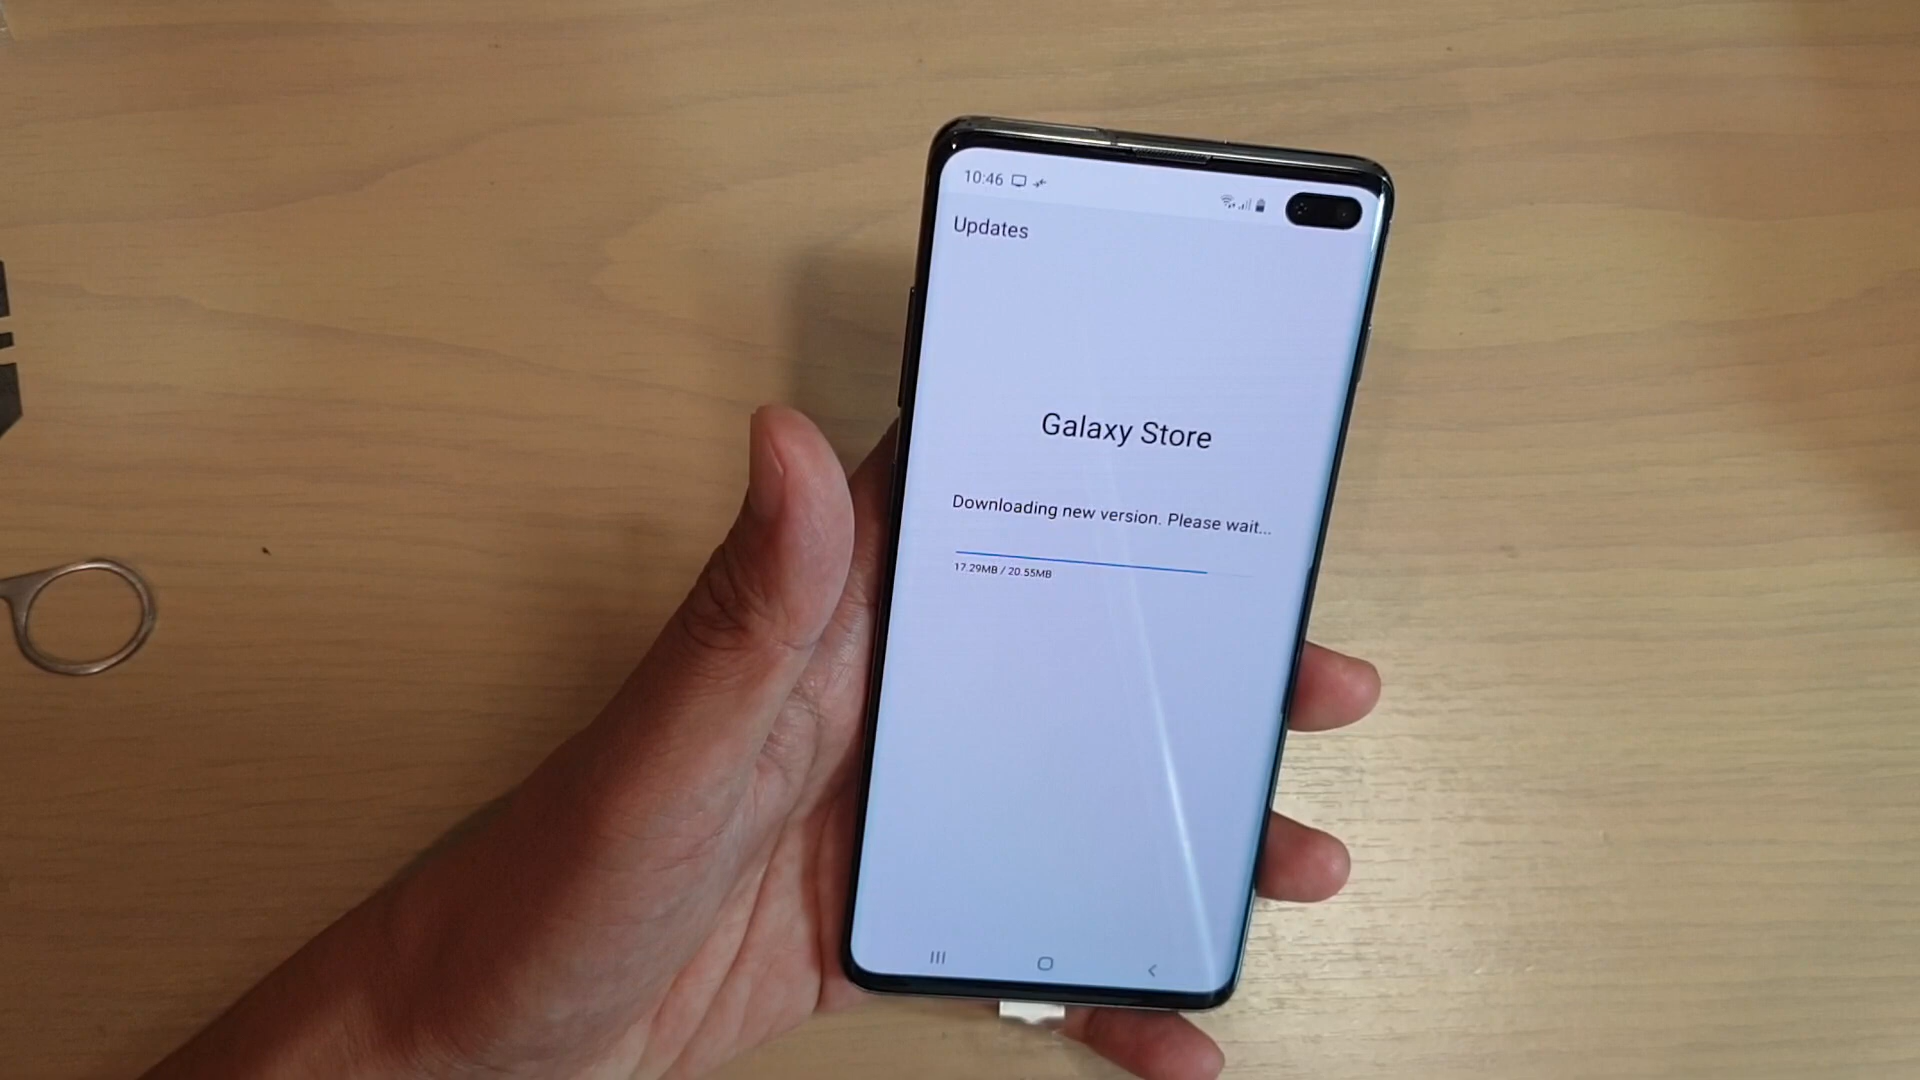 10:46
Updates
Galaxy Store
Downloading new version. Please wait...
17.29MB / 20.55MB